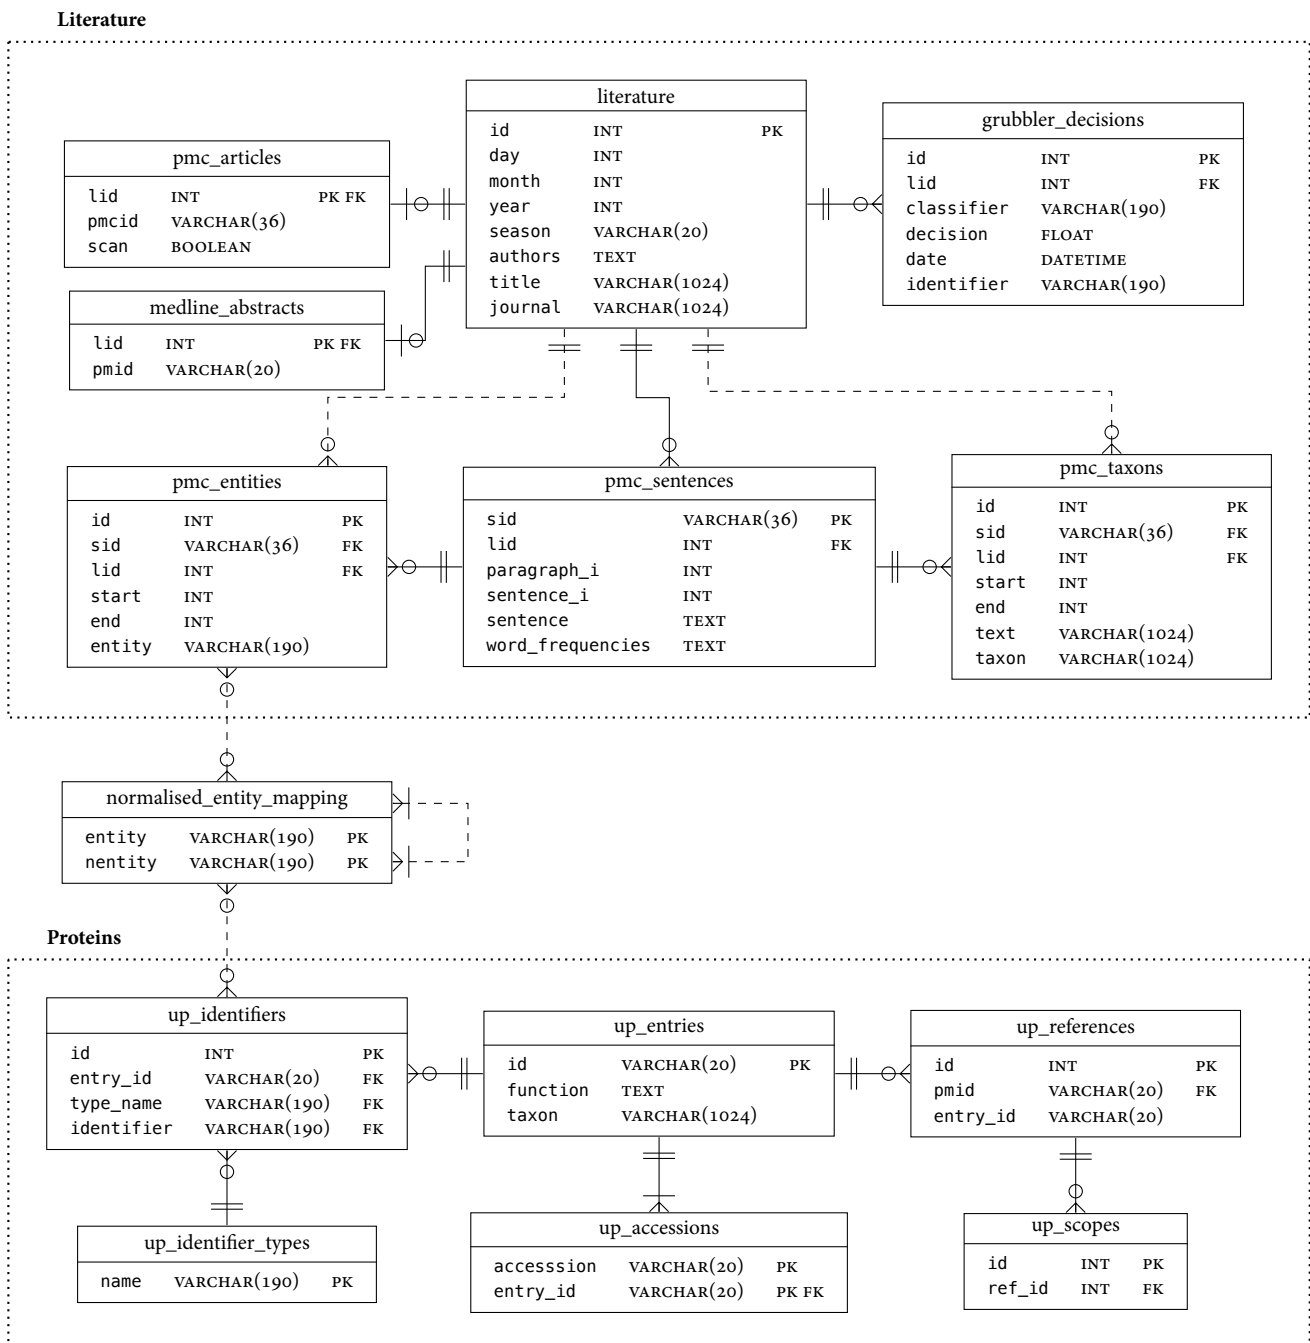 Literature
literature
id INT PK
day INT
month INT
year INT
season VARCHAR(20)
authors TEXT
title VARCHAR(1024)
journal VARCHAR(1024)
grubbler_decisions
id INT PK
lid INT FK
classifier VARCHAR(190)
decision FLOAT
date DATETIME
identifier VARCHAR(190)
pmc_articles
lid INT PK FK
pmcid VARCHAR(36)
scan BOOLEAN
medline_abstracts
lid INT PK FK
pmid VARCHAR(20)
pmc_entities
id INT PK
sid VARCHAR(36) FK
lid INT FK
start INT
end INT
entity VARCHAR(190)
pmc_sentences
sid VARCHAR(36) PK
lid INT FK
paragraph_i INT
sentence_i INT
sentence TEXT
word_frequencies TEXT
pmc_taxons
id INT PK
sid VARCHAR(36) FK
lid INT FK
start INT
end INT
text VARCHAR(1024)
taxon VARCHAR(1024)
normalised_entity_mapping
entity VARCHAR(190) PK
nentity VARCHAR(190) PK
Proteins
up_identifiers
id INT PK
entry_id VARCHAR(20) FK
type_name VARCHAR(190) FK
identifier VARCHAR(190) FK
up_entries
id VARCHAR(20) PK
function TEXT
taxon VARCHAR(1024)
up_references
id INT PK
pmid VARCHAR(20) FK
entry_id VARCHAR(20)
up_identifier_types
name VARCHAR(190) PK
up_accessions
accesssion VARCHAR(20) PK
entry_id VARCHAR(20) PK FK
up_scopes
id INT PK
ref_id INT FK